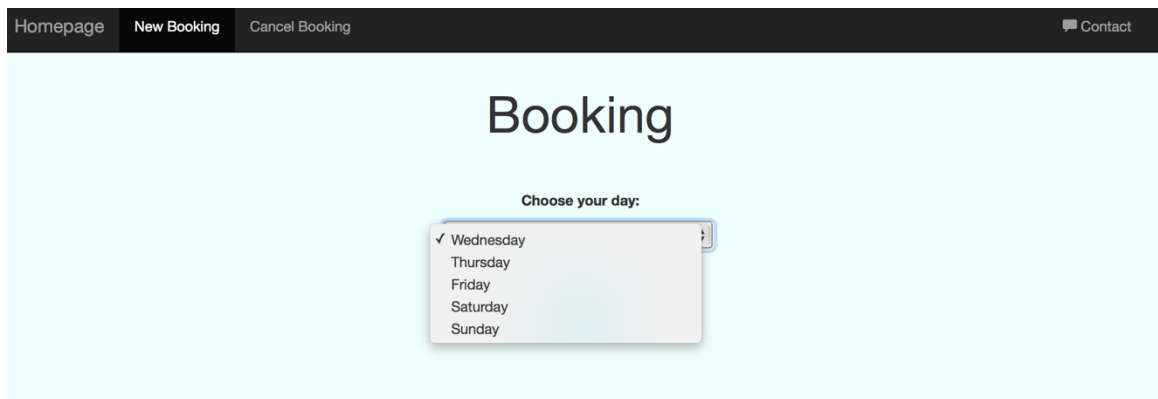 Homepage New Booking Cancel Booking Contact
Booking
Choose your day:
✓ Wednesday
Thursday
Friday
Saturday
Sunday